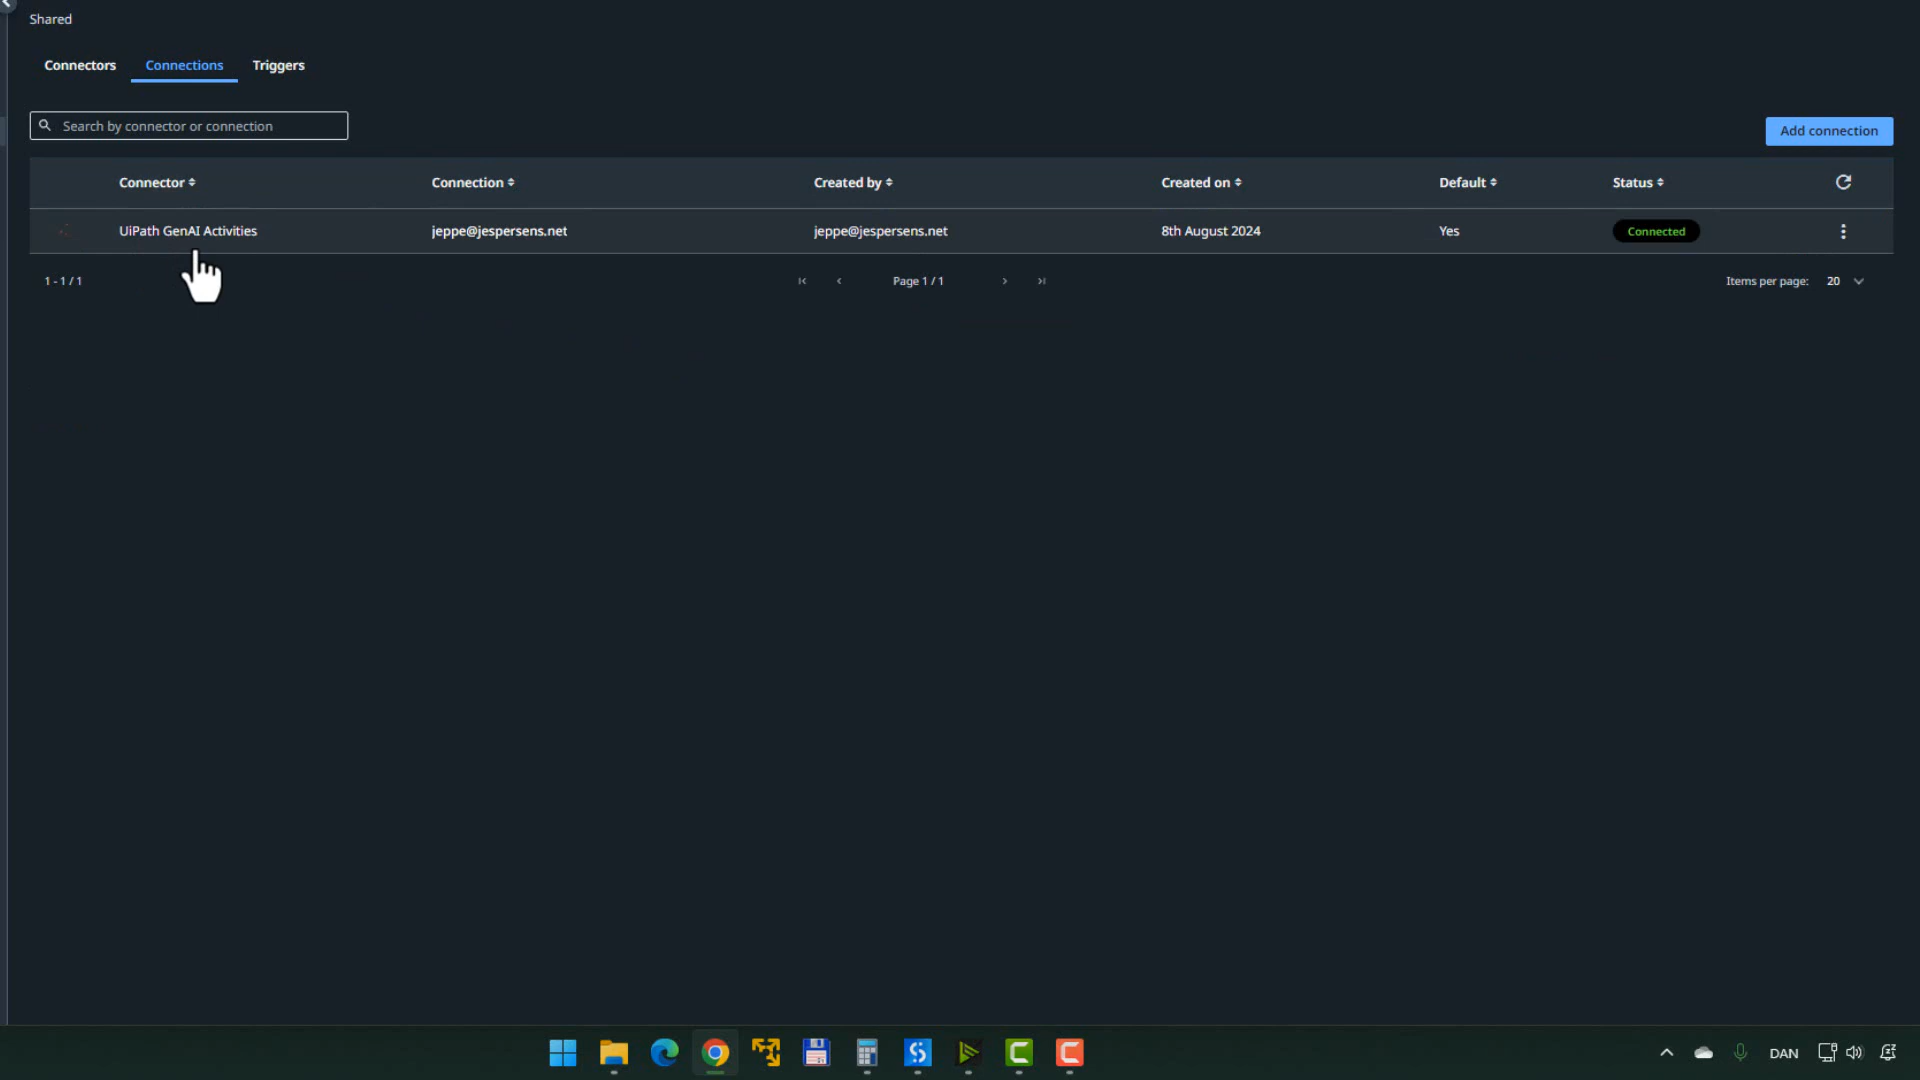 Shared
Connectors Connections Triggers
Search by connector or connection
Add connection
Connector Connection Created by Created on Default Status
UiPath GenAI Activities jeppe@jespersens.net jeppe@jespersens.net 8th August 2024 Yes Connected
1 - 1 / 1 Page 1 / 1 Items per page: 20
DAN